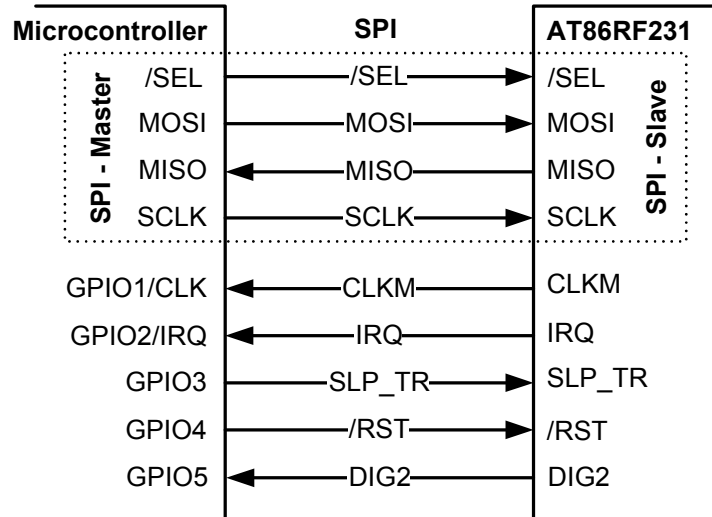 Microcontroller SPI AT86RF231
SPI - Master
SPI - Slave
/SEL /SEL /SEL
MOSI MOSI MOSI
MISO MISO MISO
SCLK SCLK SCLK
GPIO1/CLK CLKM CLKM
GPIO2/IRQ IRQ IRQ
GPIO3 SLP_TR SLP_TR
GPIO4 /RST /RST
GPIO5 DIG2 DIG2